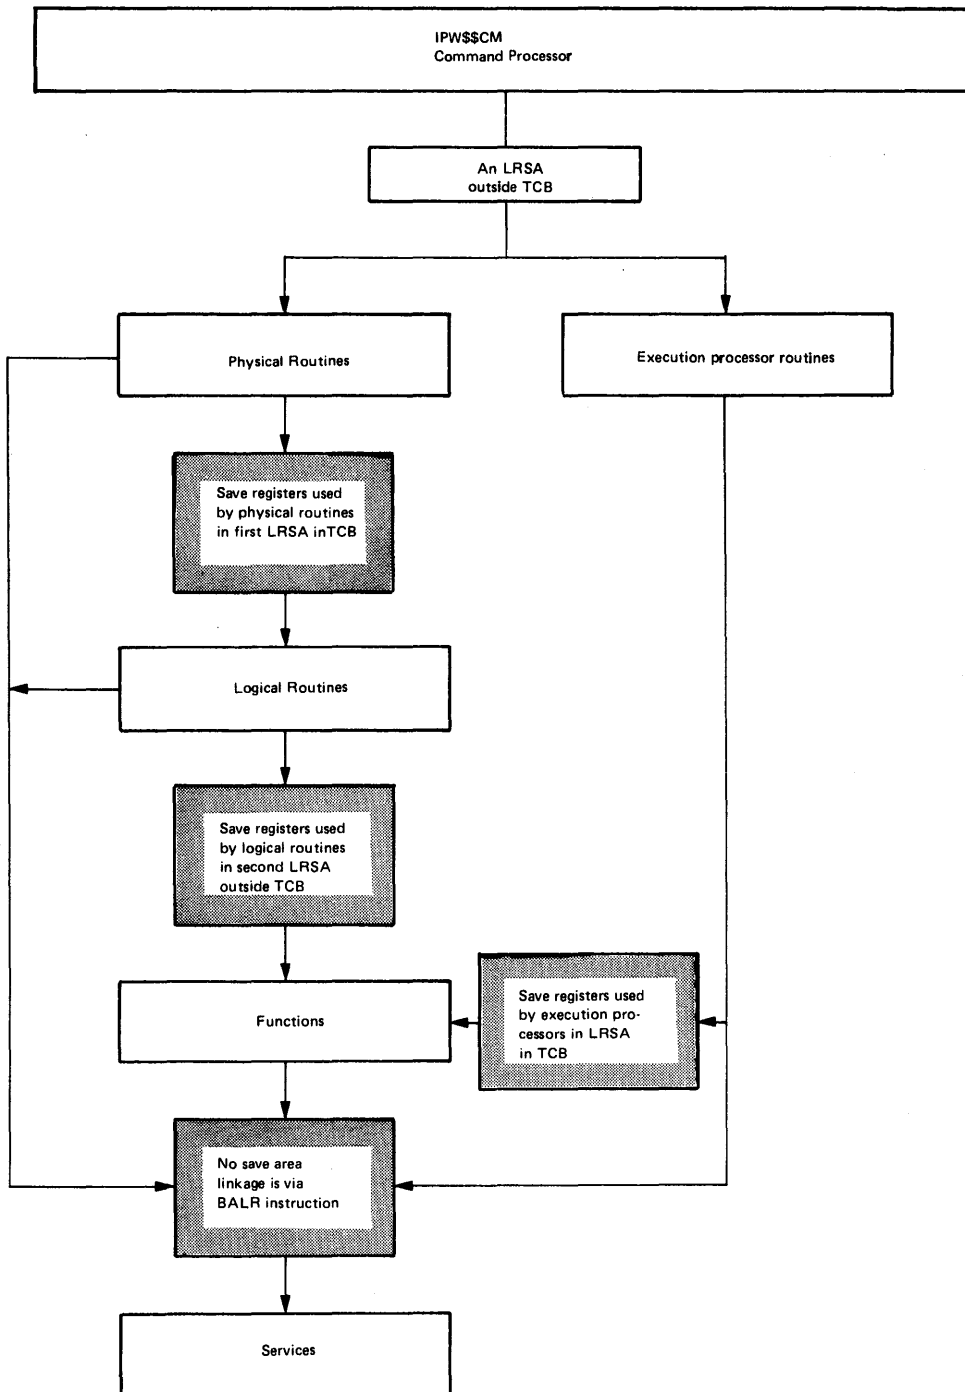 IPW$$CM
Command Processor
An LRSA
outside TCB
Physical Routines
Execution processor routines
Save registers used
by physical routines
in first LRSA inTCB
Logical Routines
Save registers used
by logical routines
in second LRSA
outside TCB
Functions
Save registers used
by execution pro-
cessors in LRSA
in TCB
No save area
linkage is via
BALR instruction
Services